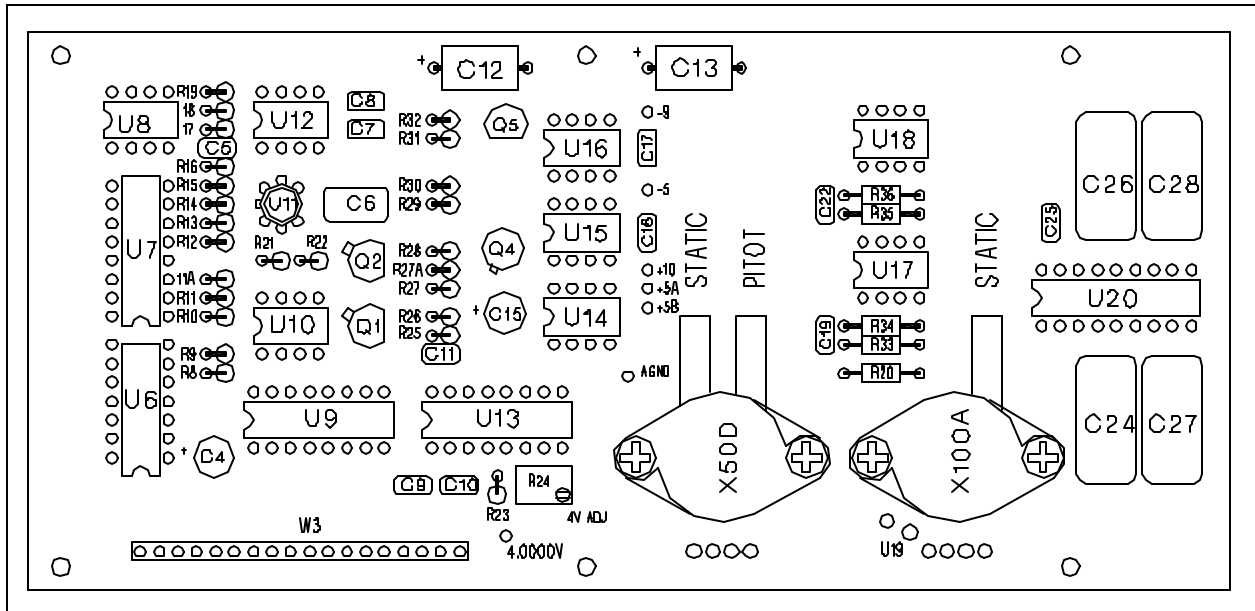 + C12
+ C13
R19
18
17
U8
C5
U12
C8
C7
R32
R31
Q5
U16
-9
C17
U18
C26
C28
R16
R15
R14
R13
R12
U7
U11
C6
R30
R29
-5
C22
R36
R35
C25
R21
R22
Q2
R28
R27A
R27
Q4
U15
C18
STATIC
PITOT
STATIC
+10
+5A
+5B
U17
U20
11A
R11
R10
U10
Q1
R26
R25
C11
+ C15
U14
C19
R34
R33
R20
R9
R8
U6
U9
U13
AGND
+ C4
X50D
X100A
C24
C27
C9
C10
R23
R24
4V ADJ
W3
4.0000V
U19